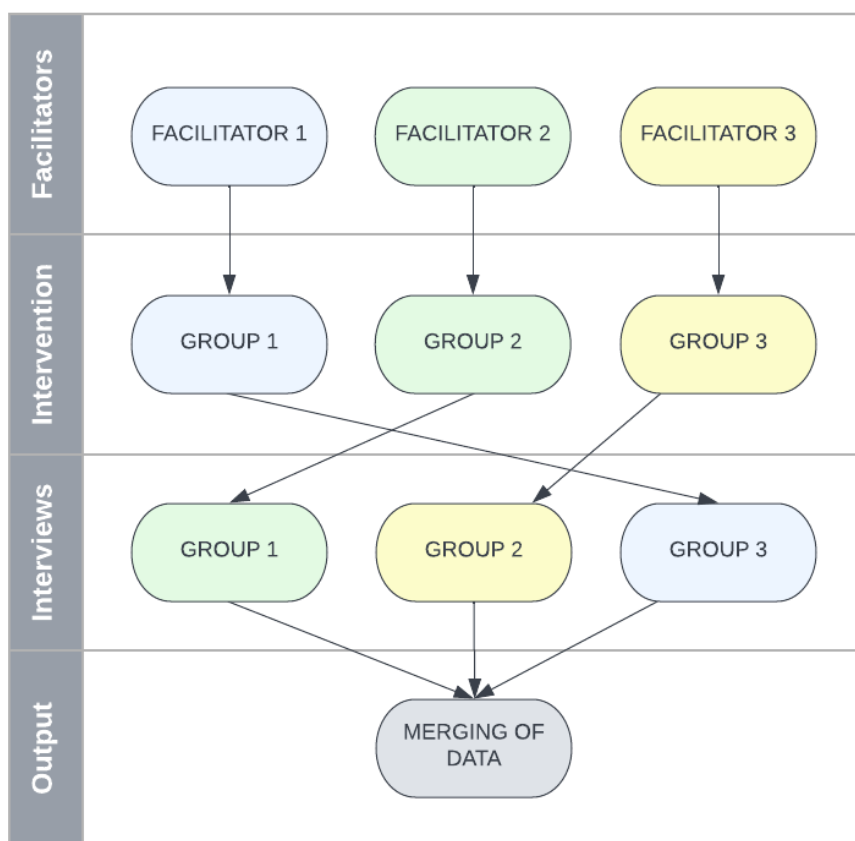 Facilitators
FACILITATOR 1
FACILITATOR 2
FACILITATOR 3
Intervention
GROUP 1
GROUP 2
GROUP 3
Interviews
GROUP 1
GROUP 2
GROUP 3
Output
MERGING OF
DATA